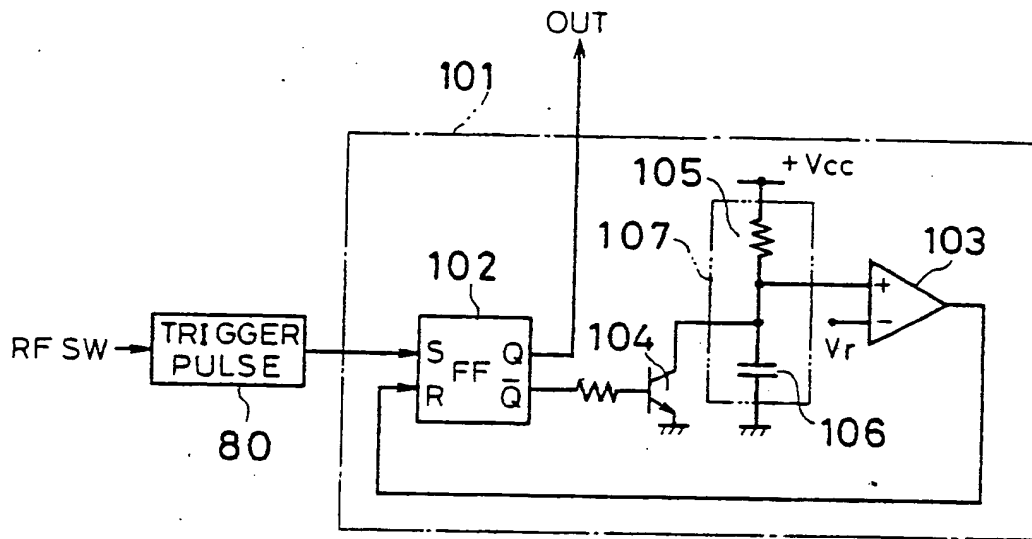 OUT
101
+Vcc
105
107
103
102
RF SW
TRIGGER
PULSE
S
Q
FF
R
Q̅
104
+
−
Vr
80
106